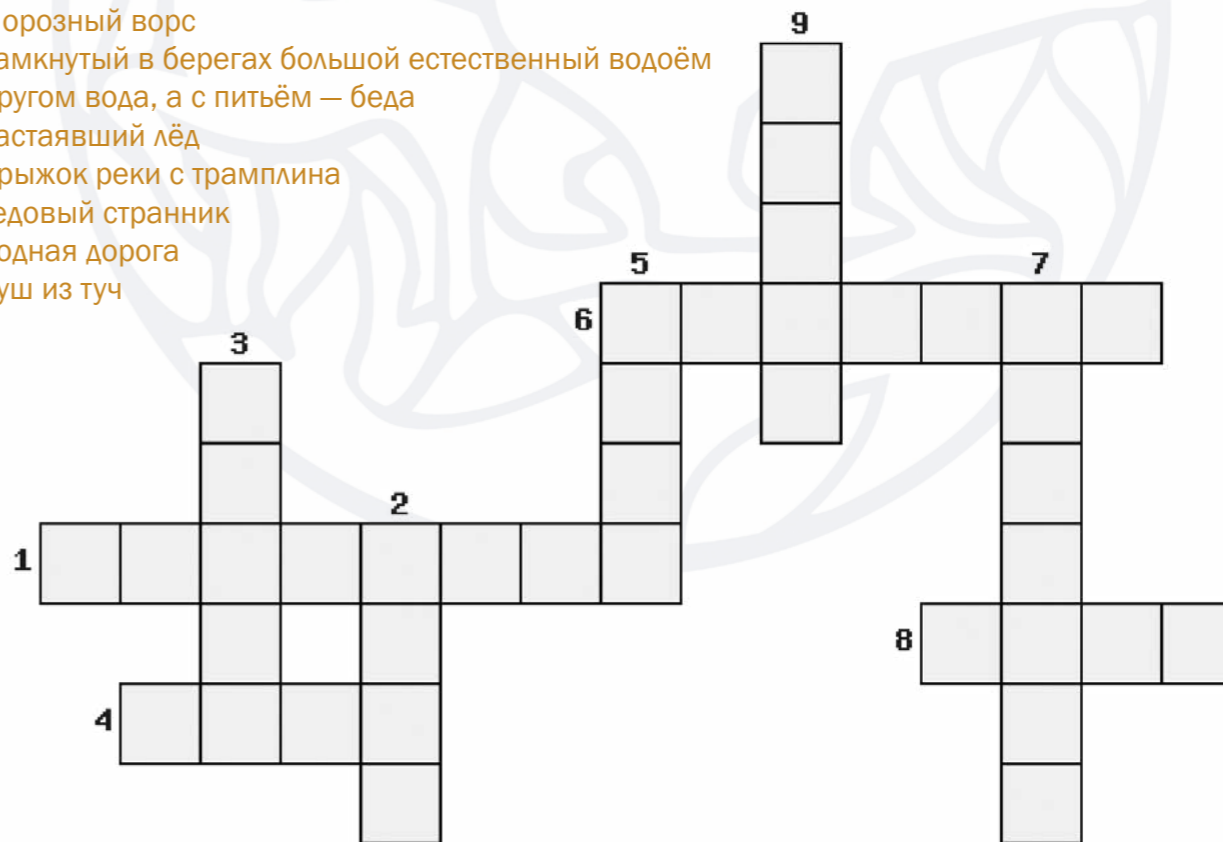 орозный ворс
амкнутый в берегах большой естественный водоём
ругом вода, а с питьём — беда
астаявший лёд
рыжок реки с трамплина
едовый странник
одная дорога
уш из туч
9
5
7
6
3
2
1
8
4